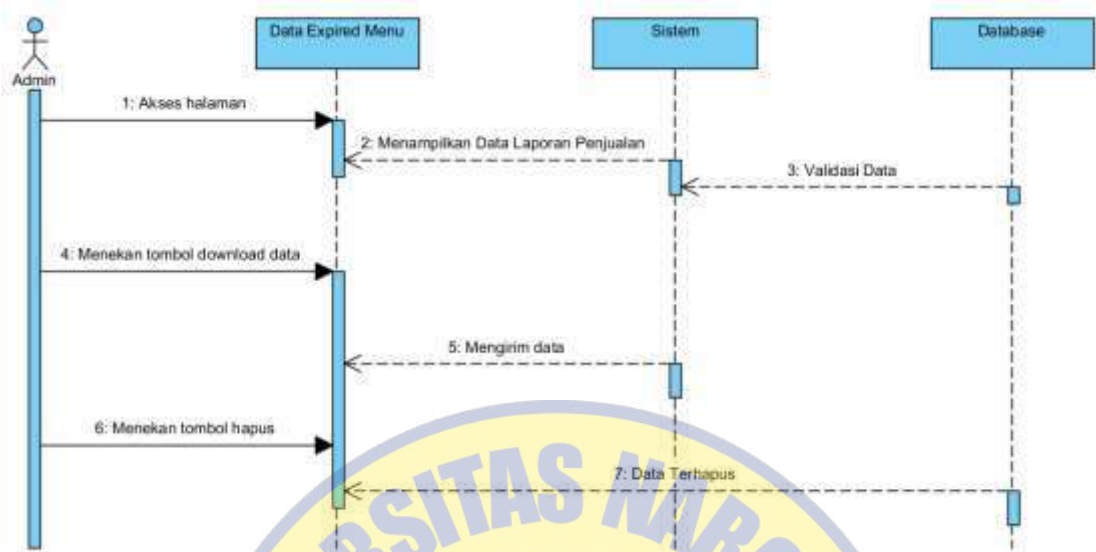 Data Expired Menu
Sistem
Database
Admin
1: Akses halaman
2: Menampilkan Data Laporan Penjualan
3: Validasi Data
4: Menekan tombol download data
5: Mengirim data
6: Menekan tombol hapus
7: Data Terhapus